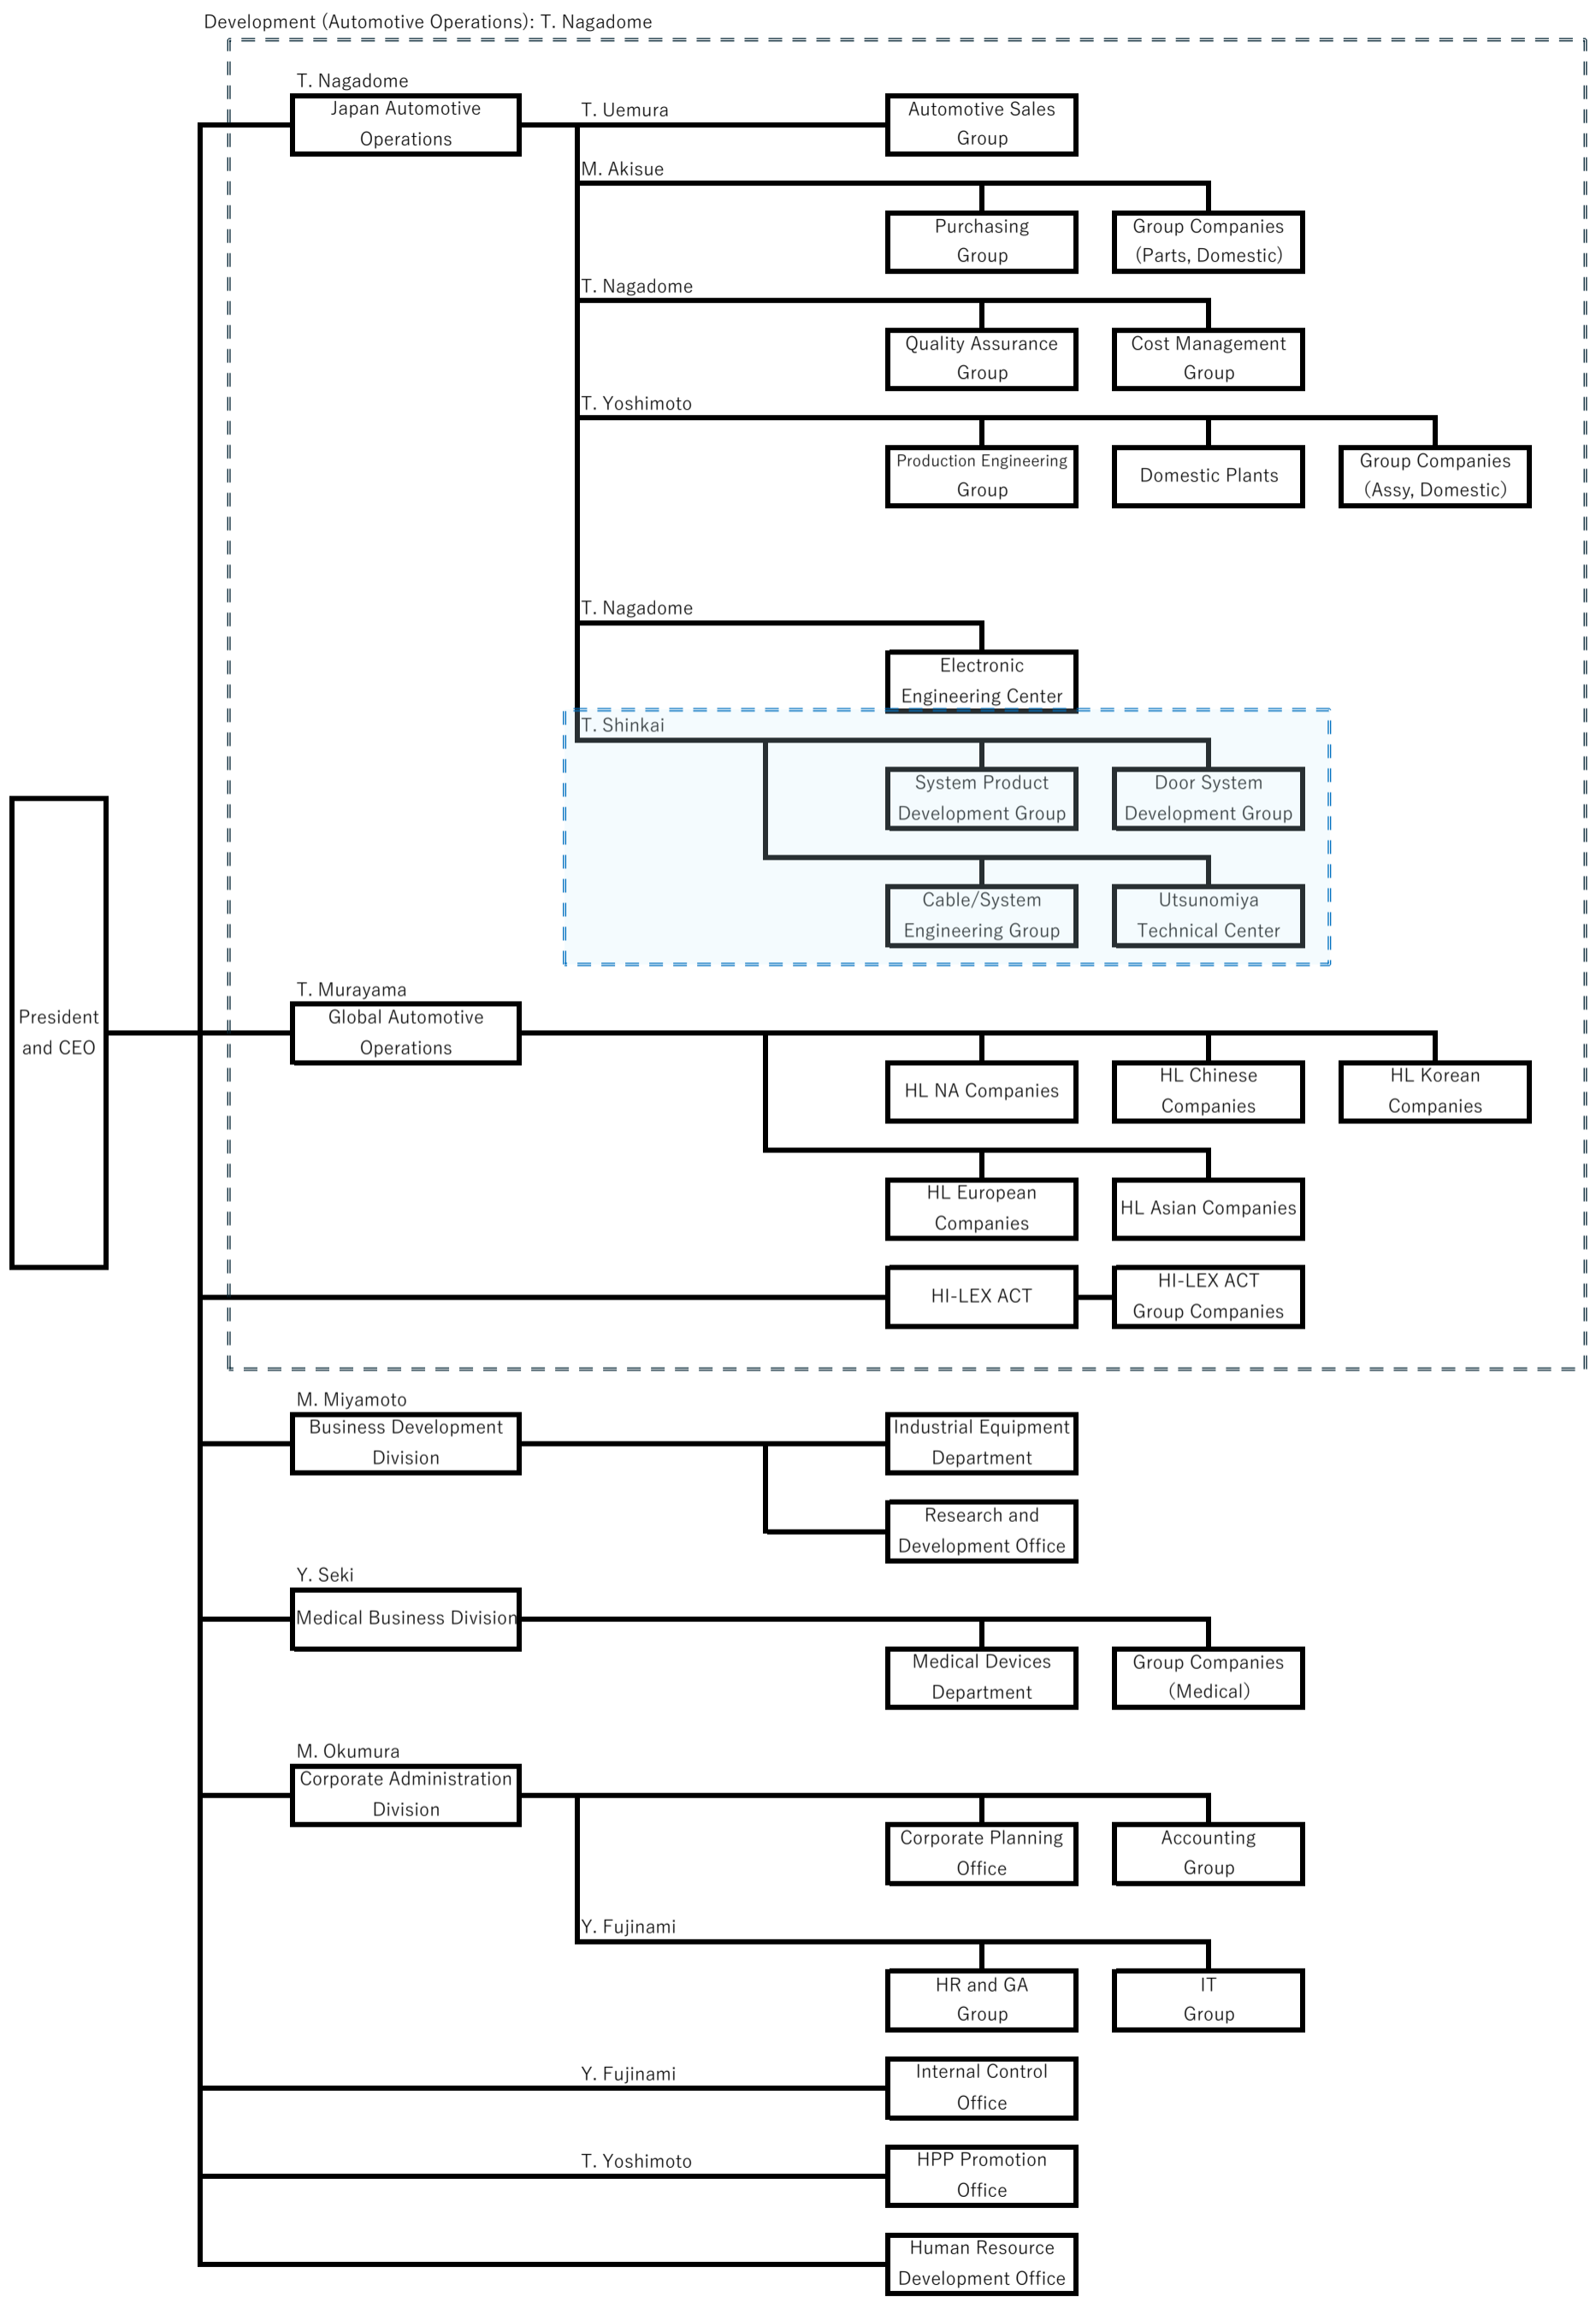 Development (Automotive Operations): T. Nagadome
T. Nagadome
Japan Automotive
Operations
T. Uemura
Automotive Sales
Group
M. Akisue
Purchasing
Group
Group Companies
(Parts, Domestic)
T. Nagadome
Quality Assurance
Group
Cost Management
Group
T. Yoshimoto
Production Engineering
Group
Domestic Plants
Group Companies
(Assy, Domestic)
T. Nagadome
Electronic
Engineering Center
T. Shinkai
System Product
Development Group
Door System
Development Group
Cable/System
Engineering Group
Utsunomiya
Technical Center
President
and CEO
T. Murayama
Global Automotive
Operations
HL NA Companies
HL Chinese
Companies
HL Korean
Companies
HL European
Companies
HL Asian Companies
HI-LEX ACT
HI-LEX ACT
Group Companies
M. Miyamoto
Business Development
Division
Industrial Equipment
Department
Research and
Development Office
Y. Seki
Medical Business Division
Medical Devices
Department
Group Companies
(Medical)
M. Okumura
Corporate Administration
Division
Corporate Planning
Office
Accounting
Group
Y. Fujinami
HR and GA
Group
IT
Group
Y. Fujinami
Internal Control
Office
T. Yoshimoto
HPP Promotion
Office
Human Resource
Development Office